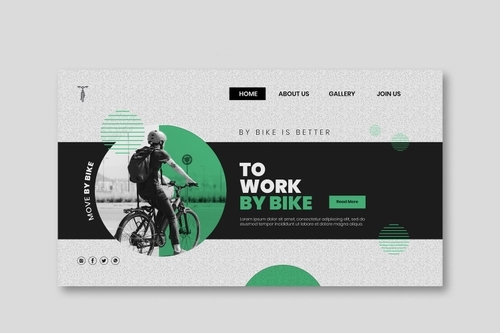 HOME
ABOUT US
GALLERY
JOIN US
BY BIKE IS BETTER
MOVE BY BIKE
TO
WORK
BY BIKE
Read More
Lorem ipsum dolor sit amet, consectetuer adipiscing elit, sed do
eiusmod tempor incididunt ut labore et dolore magna aliqua.